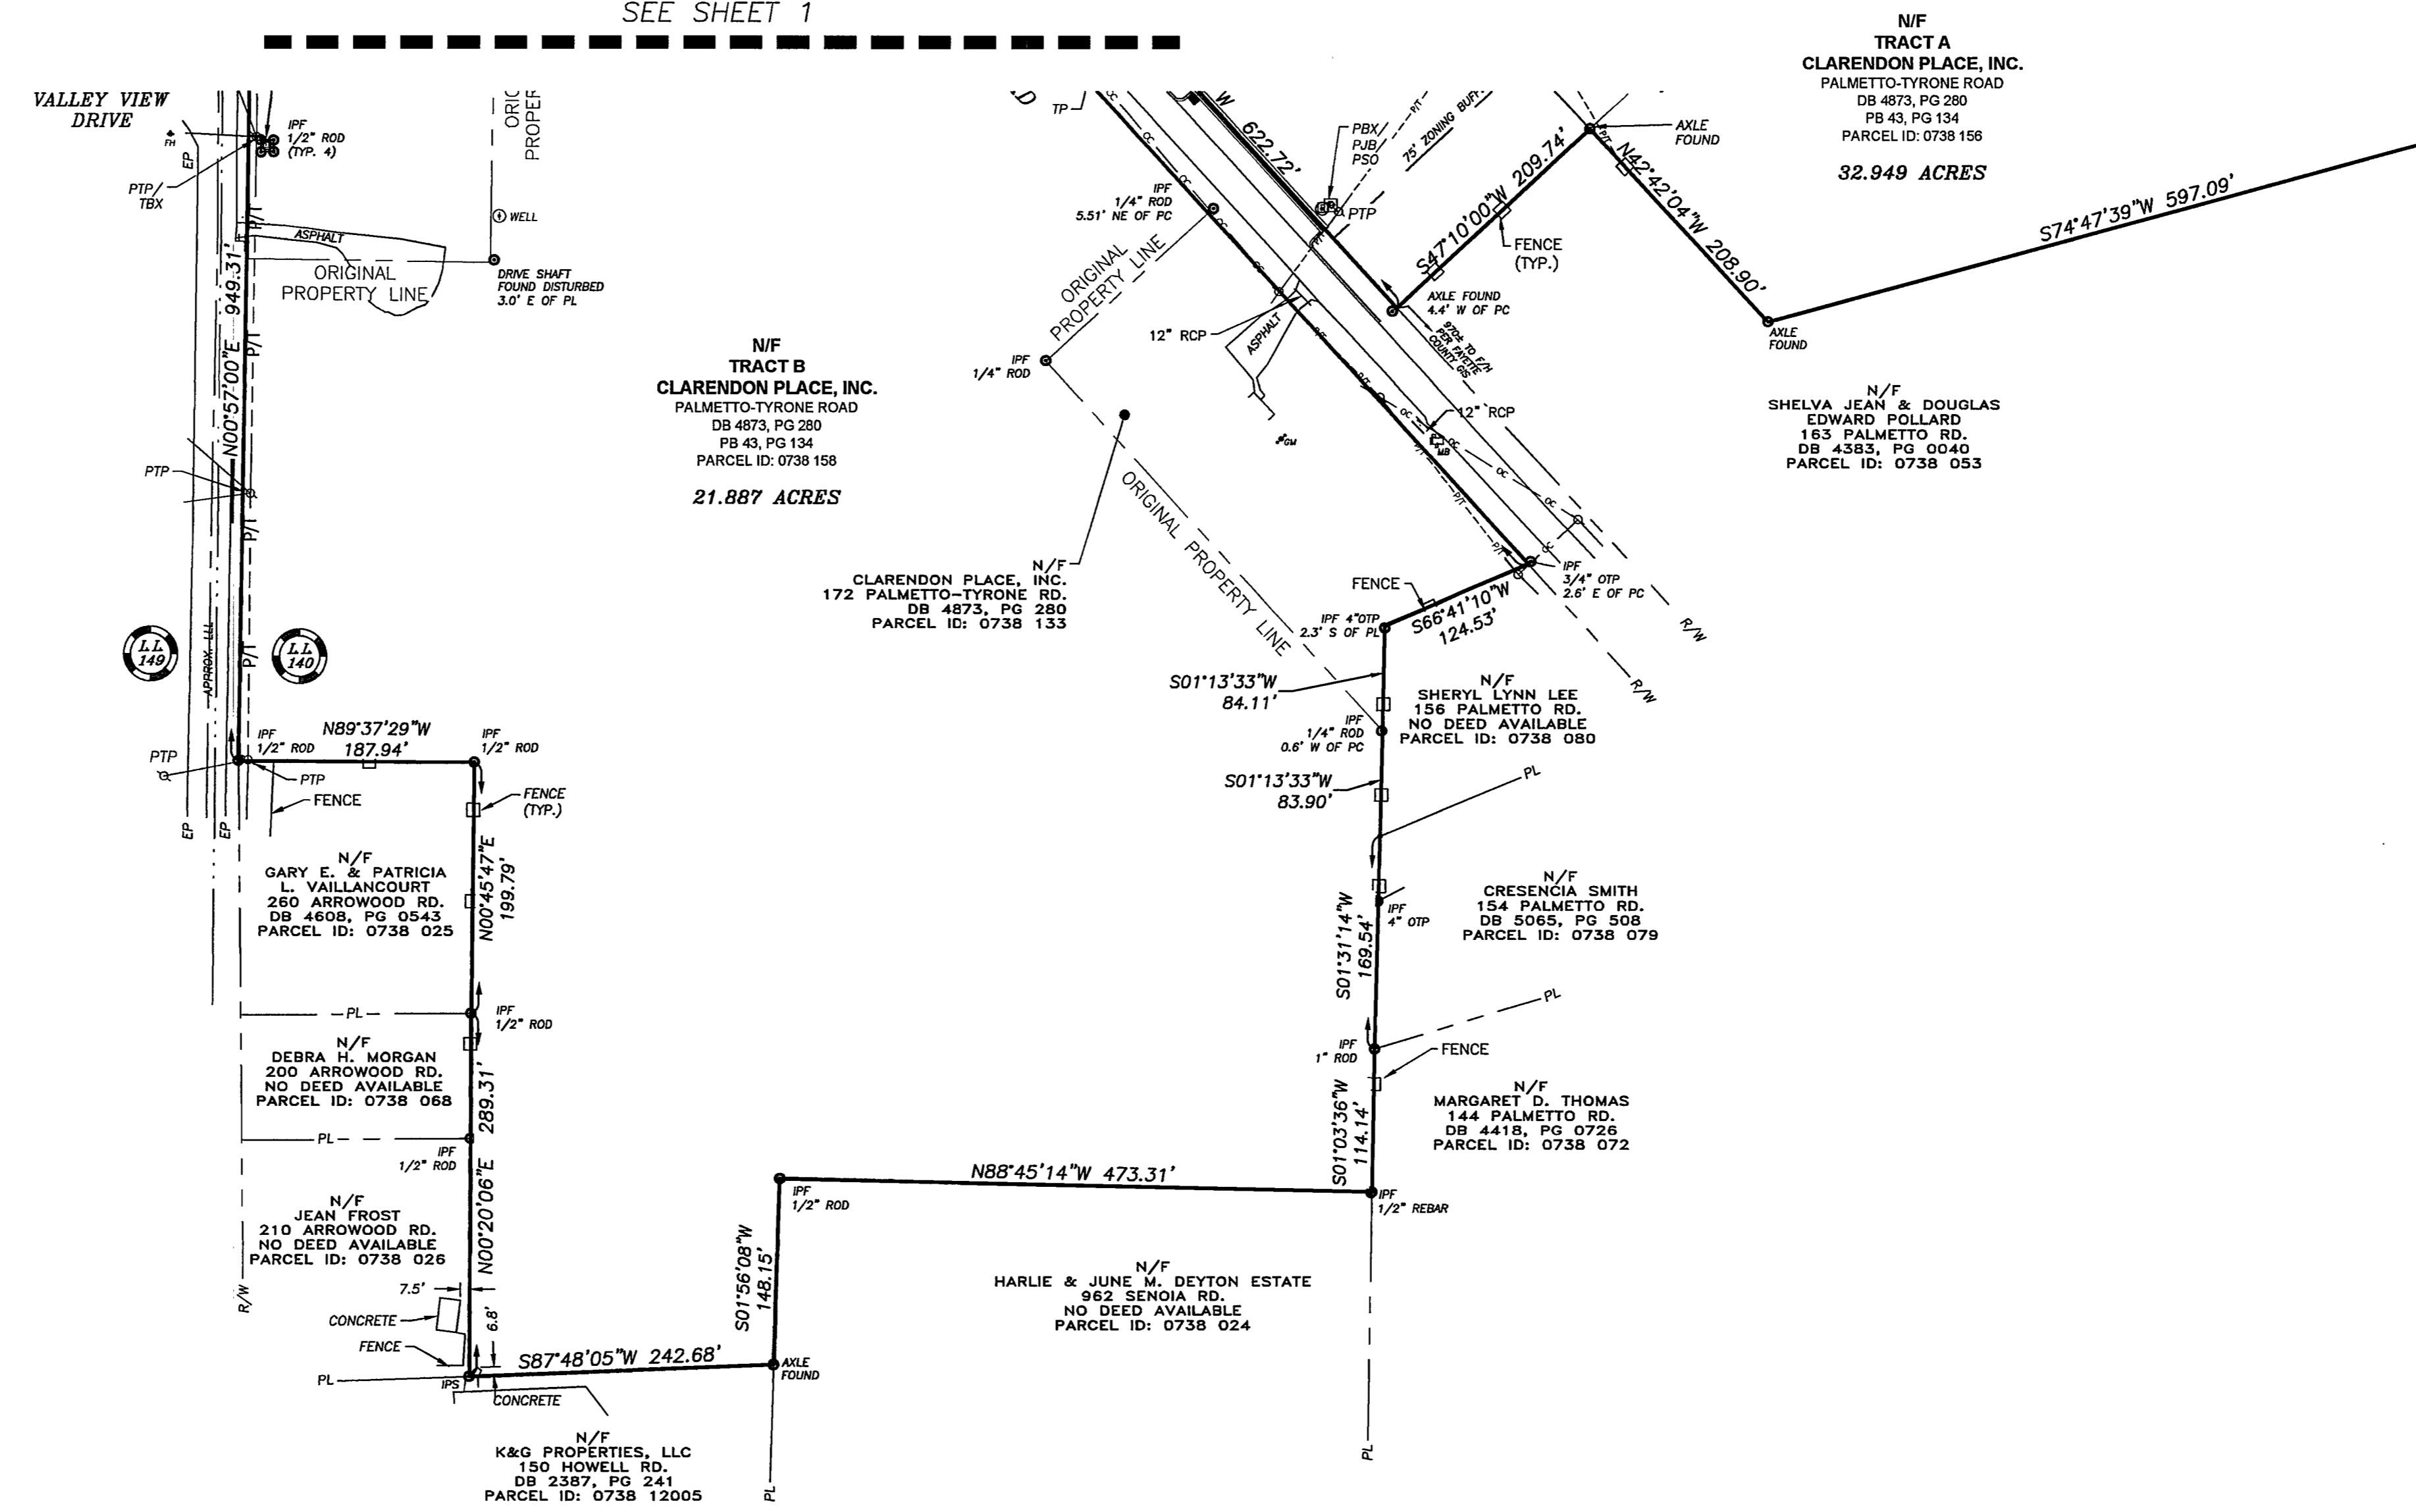 SEE SHEET 1
VALLEY VIEW
DRIVE
FH
EP
IPF
1/2" ROD
(TYP. 4)
PTP/
TBX
P/T
ASPHALT
ORIGINAL
PROPERTY LINE
WELL
DRIVE SHAFT
FOUND DISTURBED
3.0' E OF PL
N00°57'00"E 949.31'
P/T
PTP
P/T
P/T
APPROX. LLL
LL
149
LL
140
N/F
TRACT B
CLARENDON PLACE, INC.
PALMETTO-TYRONE ROAD
DB 4873, PG 280
PB 43, PG 134
PARCEL ID: 0738 158
21.887 ACRES
TP
W 622.72'
PBX/
PJB
PSO
PTP
P/T
75' ZONING BUFF
IPF
1/4" ROD
5.51' NE OF PC
ORIGINAL
PROPERTY LINE
12" RCP
ASPHALT
IPF
1/4" ROD
GM
12" RCP
MB
S47°10'00"W 209.74'
FENCE
(TYP.)
AXLE FOUND
4.4' W OF PC
970± TO F/H
PER FAYETTE
COUNTY GIS
AXLE
FOUND
N42°42'04"W 208.90'
AXLE
FOUND
S74°47'39"W 597.09'
N/F
TRACT A
CLARENDON PLACE, INC.
PALMETTO-TYRONE ROAD
DB 4873, PG 280
PB 43, PG 134
PARCEL ID: 0738 156
32.949 ACRES
N/F
SHELVA JEAN & DOUGLAS
EDWARD POLLARD
163 PALMETTO RD.
DB 4383, PG 0040
PARCEL ID: 0738 053
N/F
CLARENDON PLACE, INC.
172 PALMETTO-TYRONE RD.
DB 4873, PG 280
PARCEL ID: 0738 133
ORIGINAL PROPERTY LINE
FENCE
IPF
3/4" OTP
2.6' E OF PC
S66°41'10"W
124.53'
IPF 4"OTP
2.3' S OF PL
R/W
R/W
S01°13'33"W
84.11'
N/F
SHERYL LYNN LEE
156 PALMETTO RD.
NO DEED AVAILABLE
PARCEL ID: 0738 080
IPF
1/4" ROD
0.6' W OF PC
S01°13'33"W
83.90'
PL
N89°37'29"W
187.94'
IPF
1/2" ROD
IPF
1/2" ROD
PTP
PTP
FENCE
FENCE
(TYP.)
EP
EP
N/F
GARY E. & PATRICIA
L. VAILLANCOURT
260 ARROWOOD RD.
DB 4608, PG 0543
PARCEL ID: 0738 025
N00°45'47"E
199.79'
N/F
CRESENCIA SMITH
154 PALMETTO RD.
DB 5065, PG 508
PARCEL ID: 0738 079
IPF
4" OTP
S01°31'14"W
169.54'
PL
IPF
1/2" ROD
PL
IPF
1" ROD
FENCE
N/F
DEBRA H. MORGAN
200 ARROWOOD RD.
NO DEED AVAILABLE
PARCEL ID: 0738 068
N/F
MARGARET D. THOMAS
144 PALMETTO RD.
DB 4418, PG 0726
PARCEL ID: 0738 072
S01°03'36"W
114.14'
PL
IPF
1/2" ROD
N00°20'06"E 289.31'
N88°45'14"W 473.31'
IPF
1/2" ROD
IPF
1/2" REBAR
N/F
JEAN FROST
210 ARROWOOD RD.
NO DEED AVAILABLE
PARCEL ID: 0738 026
R/W
7.5'
6.8'
CONCRETE
FENCE
S01°56'08"W
148.15'
N/F
HARLIE & JUNE M. DEYTON ESTATE
962 SENOIA RD.
NO DEED AVAILABLE
PARCEL ID: 0738 024
S87°48'05"W 242.68'
AXLE
FOUND
PL
IPS
CONCRETE
N/F
K&G PROPERTIES, LLC
150 HOWELL RD.
DB 2387, PG 241
PARCEL ID: 0738 12005
PL
PL